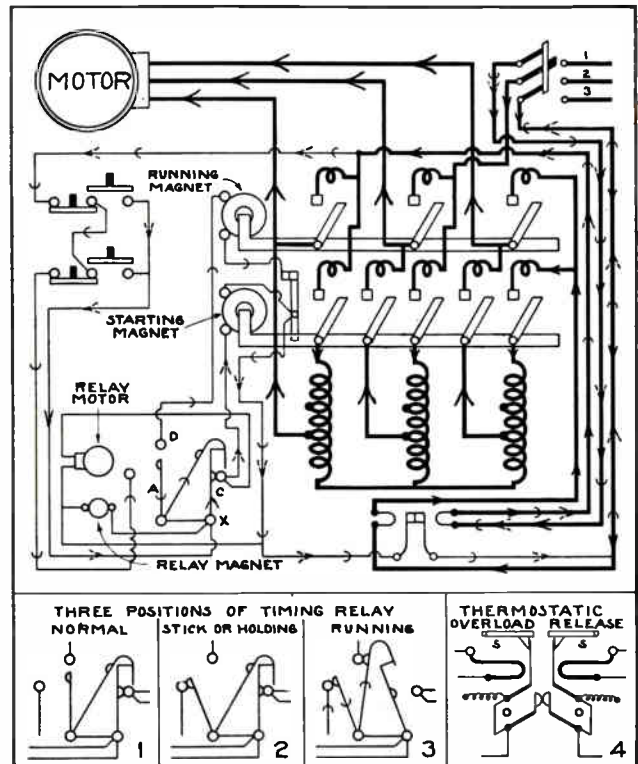 MOTOR
1
2
3
RUNNING
MAGNET
STARTING
MAGNET
RELAY
MOTOR
D
A
C
X
RELAY MAGNET
THREE POSITIONS OF TIMING RELAY
NORMAL
STICK OR HOLDING
RUNNING
1
2
3
THERMOSTATIC
OVERLOAD RELEASE
S
S
4